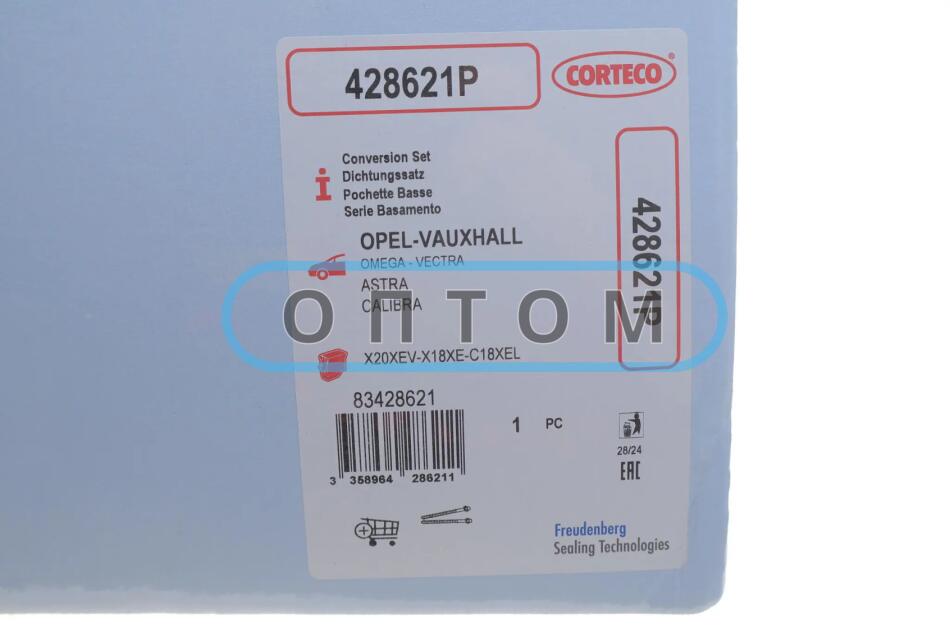 428621P
CORTECO
®
Conversion Set
Dichtungssatz
Pochette Basse
Serie Basamento
428621P
OPEL-VAUXHALL
OMEGA - VECTRA
ASTRA
CALIBRA
ОПТОМ
X20XEV-X18XE-C18XEL
83428621
1 PC
3 358964 286211
28/24
EAC
Freudenberg
Sealing Technologies